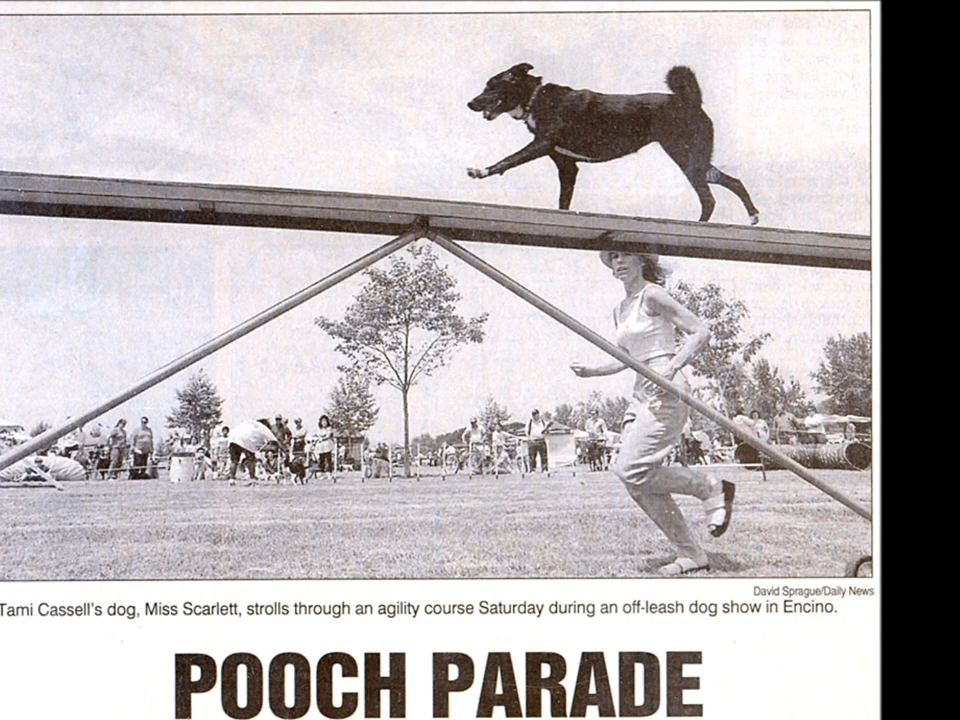 David Sprague/Daily News
Tami Cassell's dog, Miss Scarlett, strolls through an agility course Saturday during an off-leash dog show in Encino.
POOCH PARADE